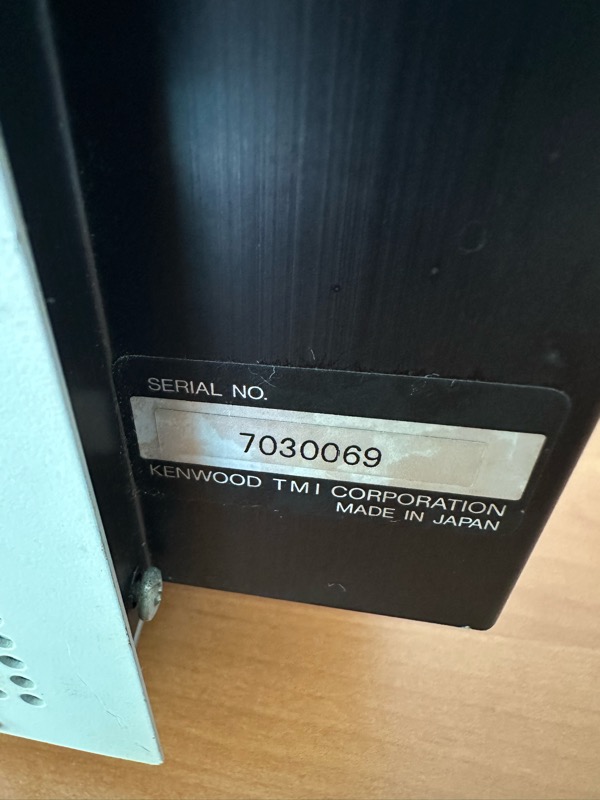 SERIAL NO.
7030069
KENWOOD TMI CORPORATION
MADE IN JAPAN